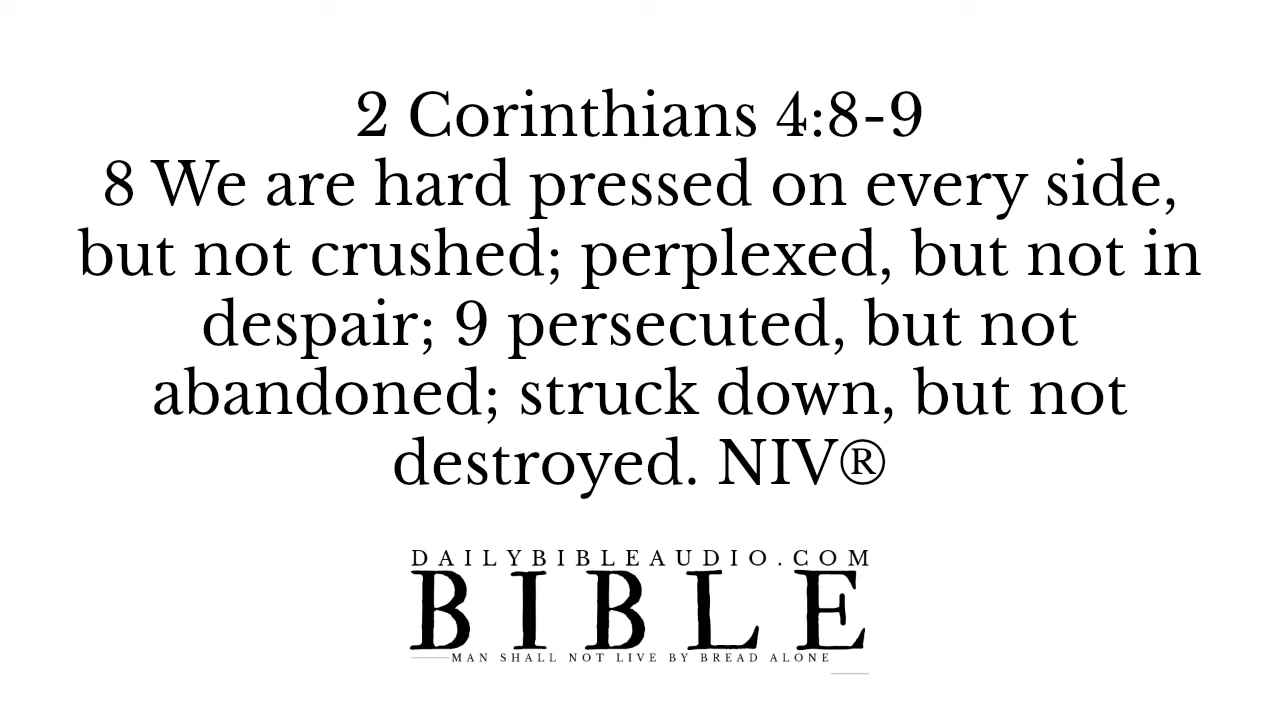 2 Corinthians 4:8-9
8 We are hard pressed on every side,
but not crushed; perplexed, but not in
despair; 9 persecuted, but not
abandoned; struck down, but not
destroyed. NIV®
DAILYBIBLEAUDIO.COM
BIBLE
MAN SHALL NOT LIVE BY BREAD ALONE